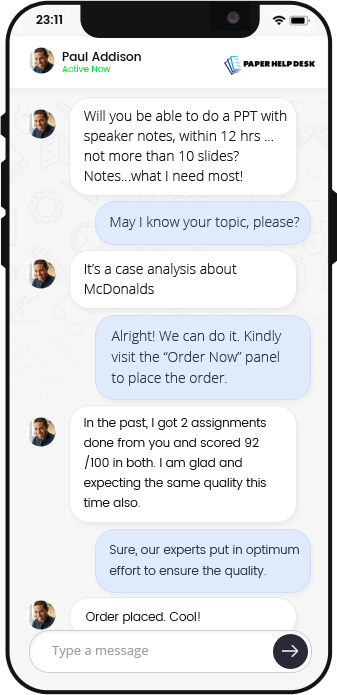 23:11
Paul Addison
Active Now
PAPER HELP DESK
Will you be able to do a PPT with
speaker notes, within 12 hrs ...
not more than 10 slides?
Notes...what I need most!
May I know your topic, please?
It's a case analysis about
McDonalds
Alright! We can do it. Kindly
visit the “Order Now” panel
to place the order.
In the past, I got 2 assignments
done from you and scored 92
/100 in both. I am glad and
expecting the same quality this
time also.
Sure, our experts put in optimum
effort to ensure the quality.
Order placed. Cool!
Type a message